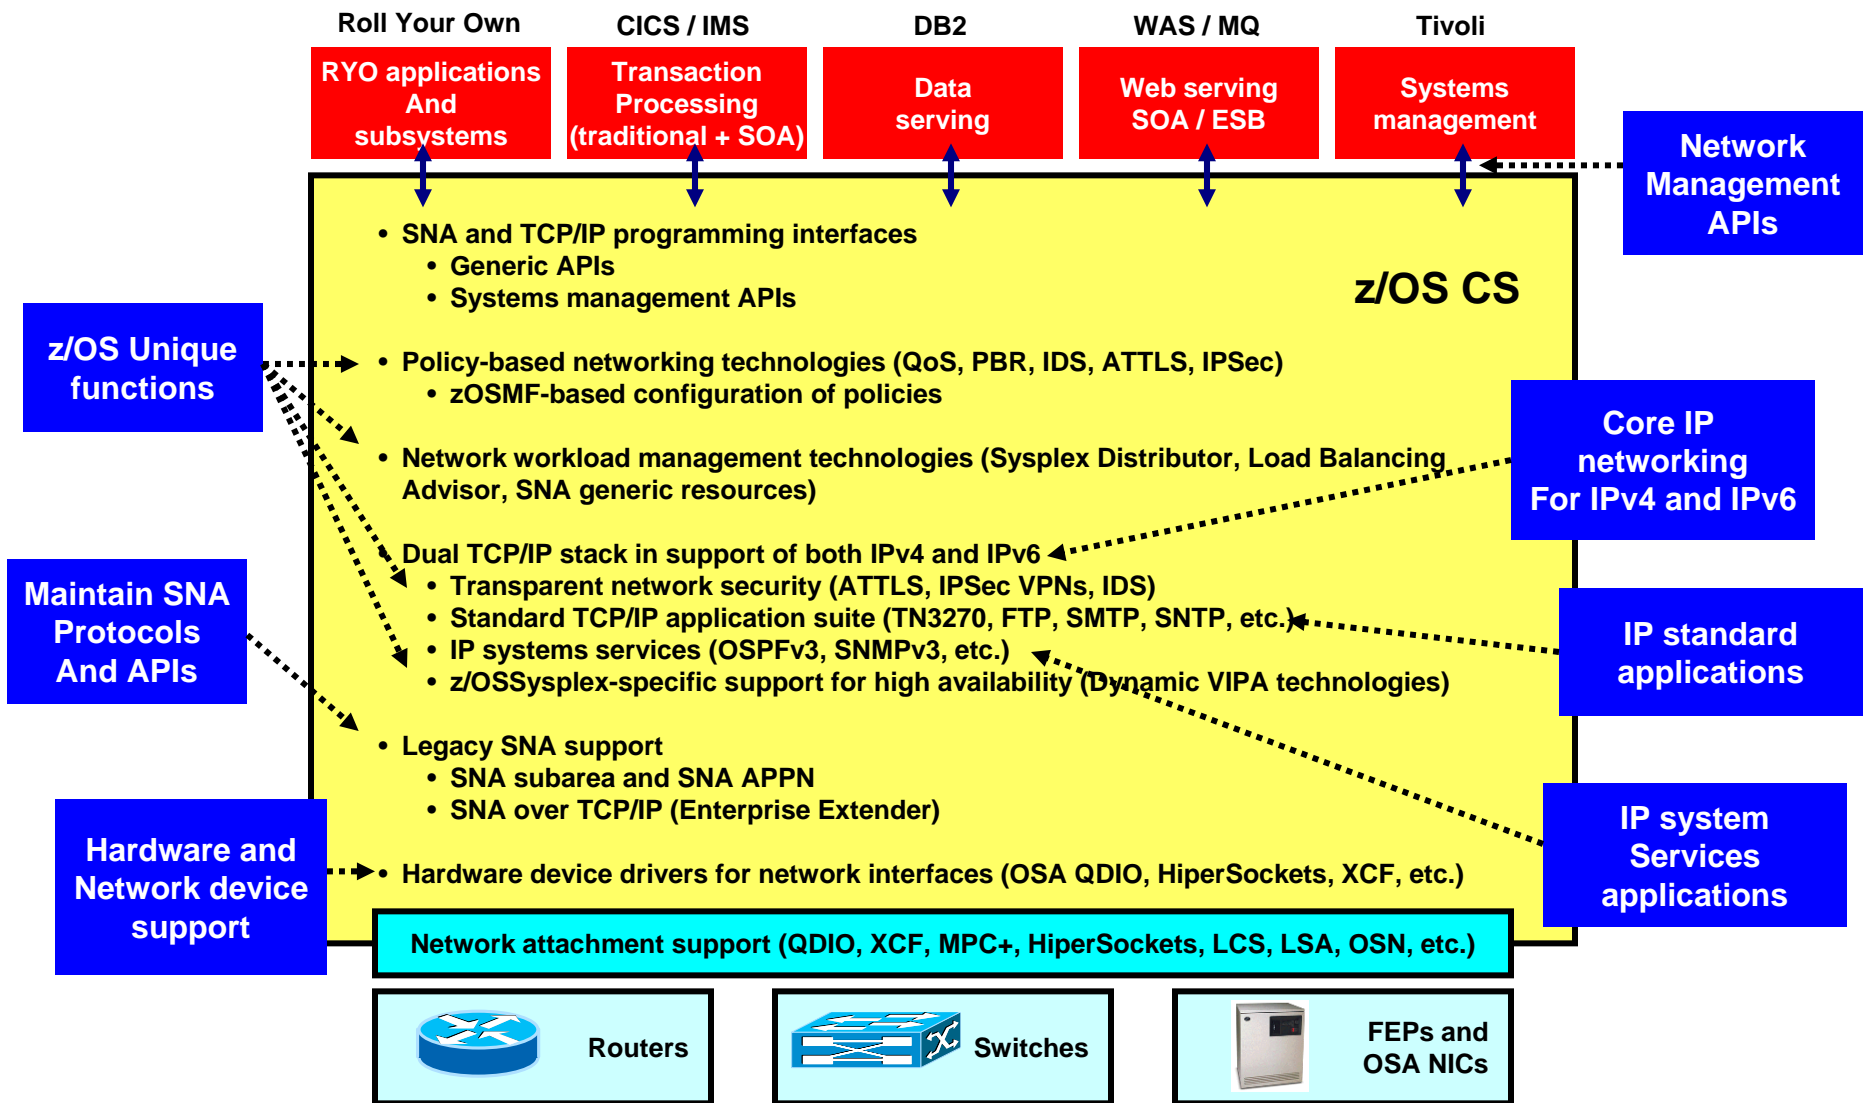 Roll Your Own
CICS / IMS
DB2
WAS / MQ
Tivoli
RYO applications
And
subsystems
Transaction
Processing
(traditional + SOA)
Data
serving
Web serving
SOA / ESB
Systems
management
Network
Management
APIs
z/OS CS
• SNA and TCP/IP programming interfaces
• Generic APIs
• Systems management APIs
• Policy-based networking technologies (QoS, PBR, IDS, ATTLS, IPSec)
• zOSMF-based configuration of policies
• Network workload management technologies (Sysplex Distributor, Load Balancing
Advisor, SNA generic resources)
• Dual TCP/IP stack in support of both IPv4 and IPv6
• Transparent network security (ATTLS, IPSec VPNs, IDS)
• Standard TCP/IP application suite (TN3270, FTP, SMTP, SNTP, etc.)
• IP systems services (OSPFv3, SNMPv3, etc.)
• z/OSSysplex-specific support for high availability (Dynamic VIPA technologies)
• Legacy SNA support
• SNA subarea and SNA APPN
• SNA over TCP/IP (Enterprise Extender)
• Hardware device drivers for network interfaces (OSA QDIO, HiperSockets, XCF, etc.)
z/OS Unique
functions
Maintain SNA
Protocols
And APIs
Hardware and
Network device
support
Core IP
networking
For IPv4 and IPv6
IP standard
applications
IP system
Services
applications
Network attachment support (QDIO, XCF, MPC+, HiperSockets, LCS, LSA, OSN, etc.)
Routers
Switches
FEPs and
OSA NICs